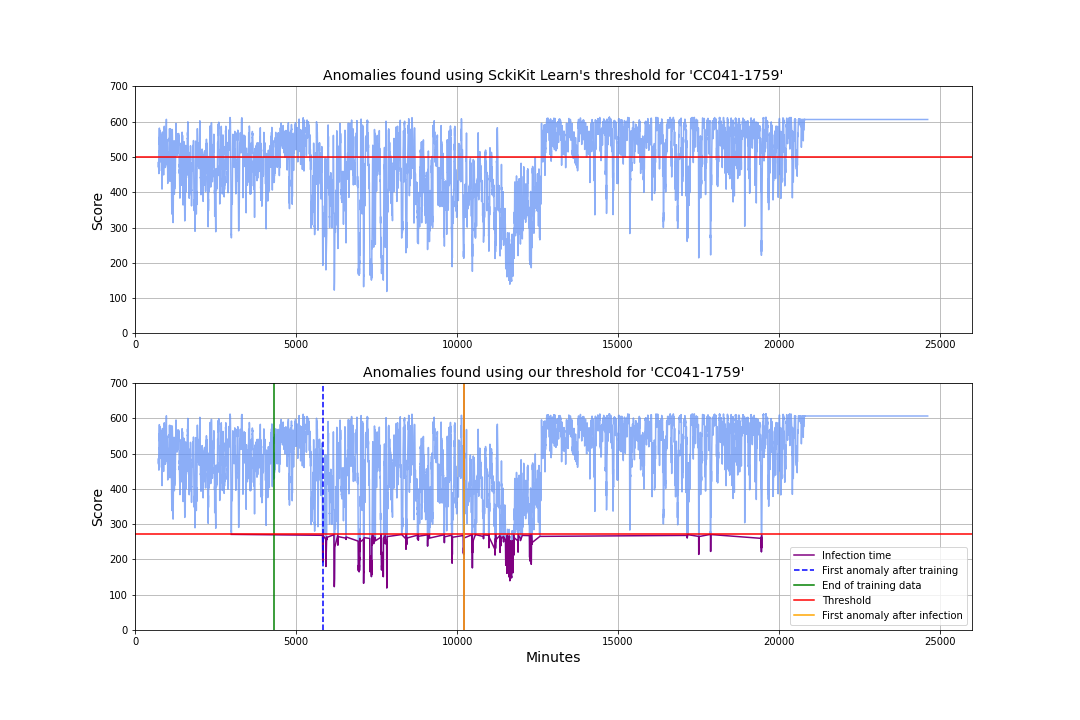 Anomalies found using SckiKit Learn's threshold for 'CC041-1759'
700
600
500
400
300
200
100
0
Score
0 5000 10000 15000 20000 25000
Anomalies found using our threshold for 'CC041-1759'
700
600
500
400
300
200
100
0
Score
Infection time
First anomaly after training
End of training data
Threshold
First anomaly after infection
0 5000 10000 15000 20000 25000
Minutes